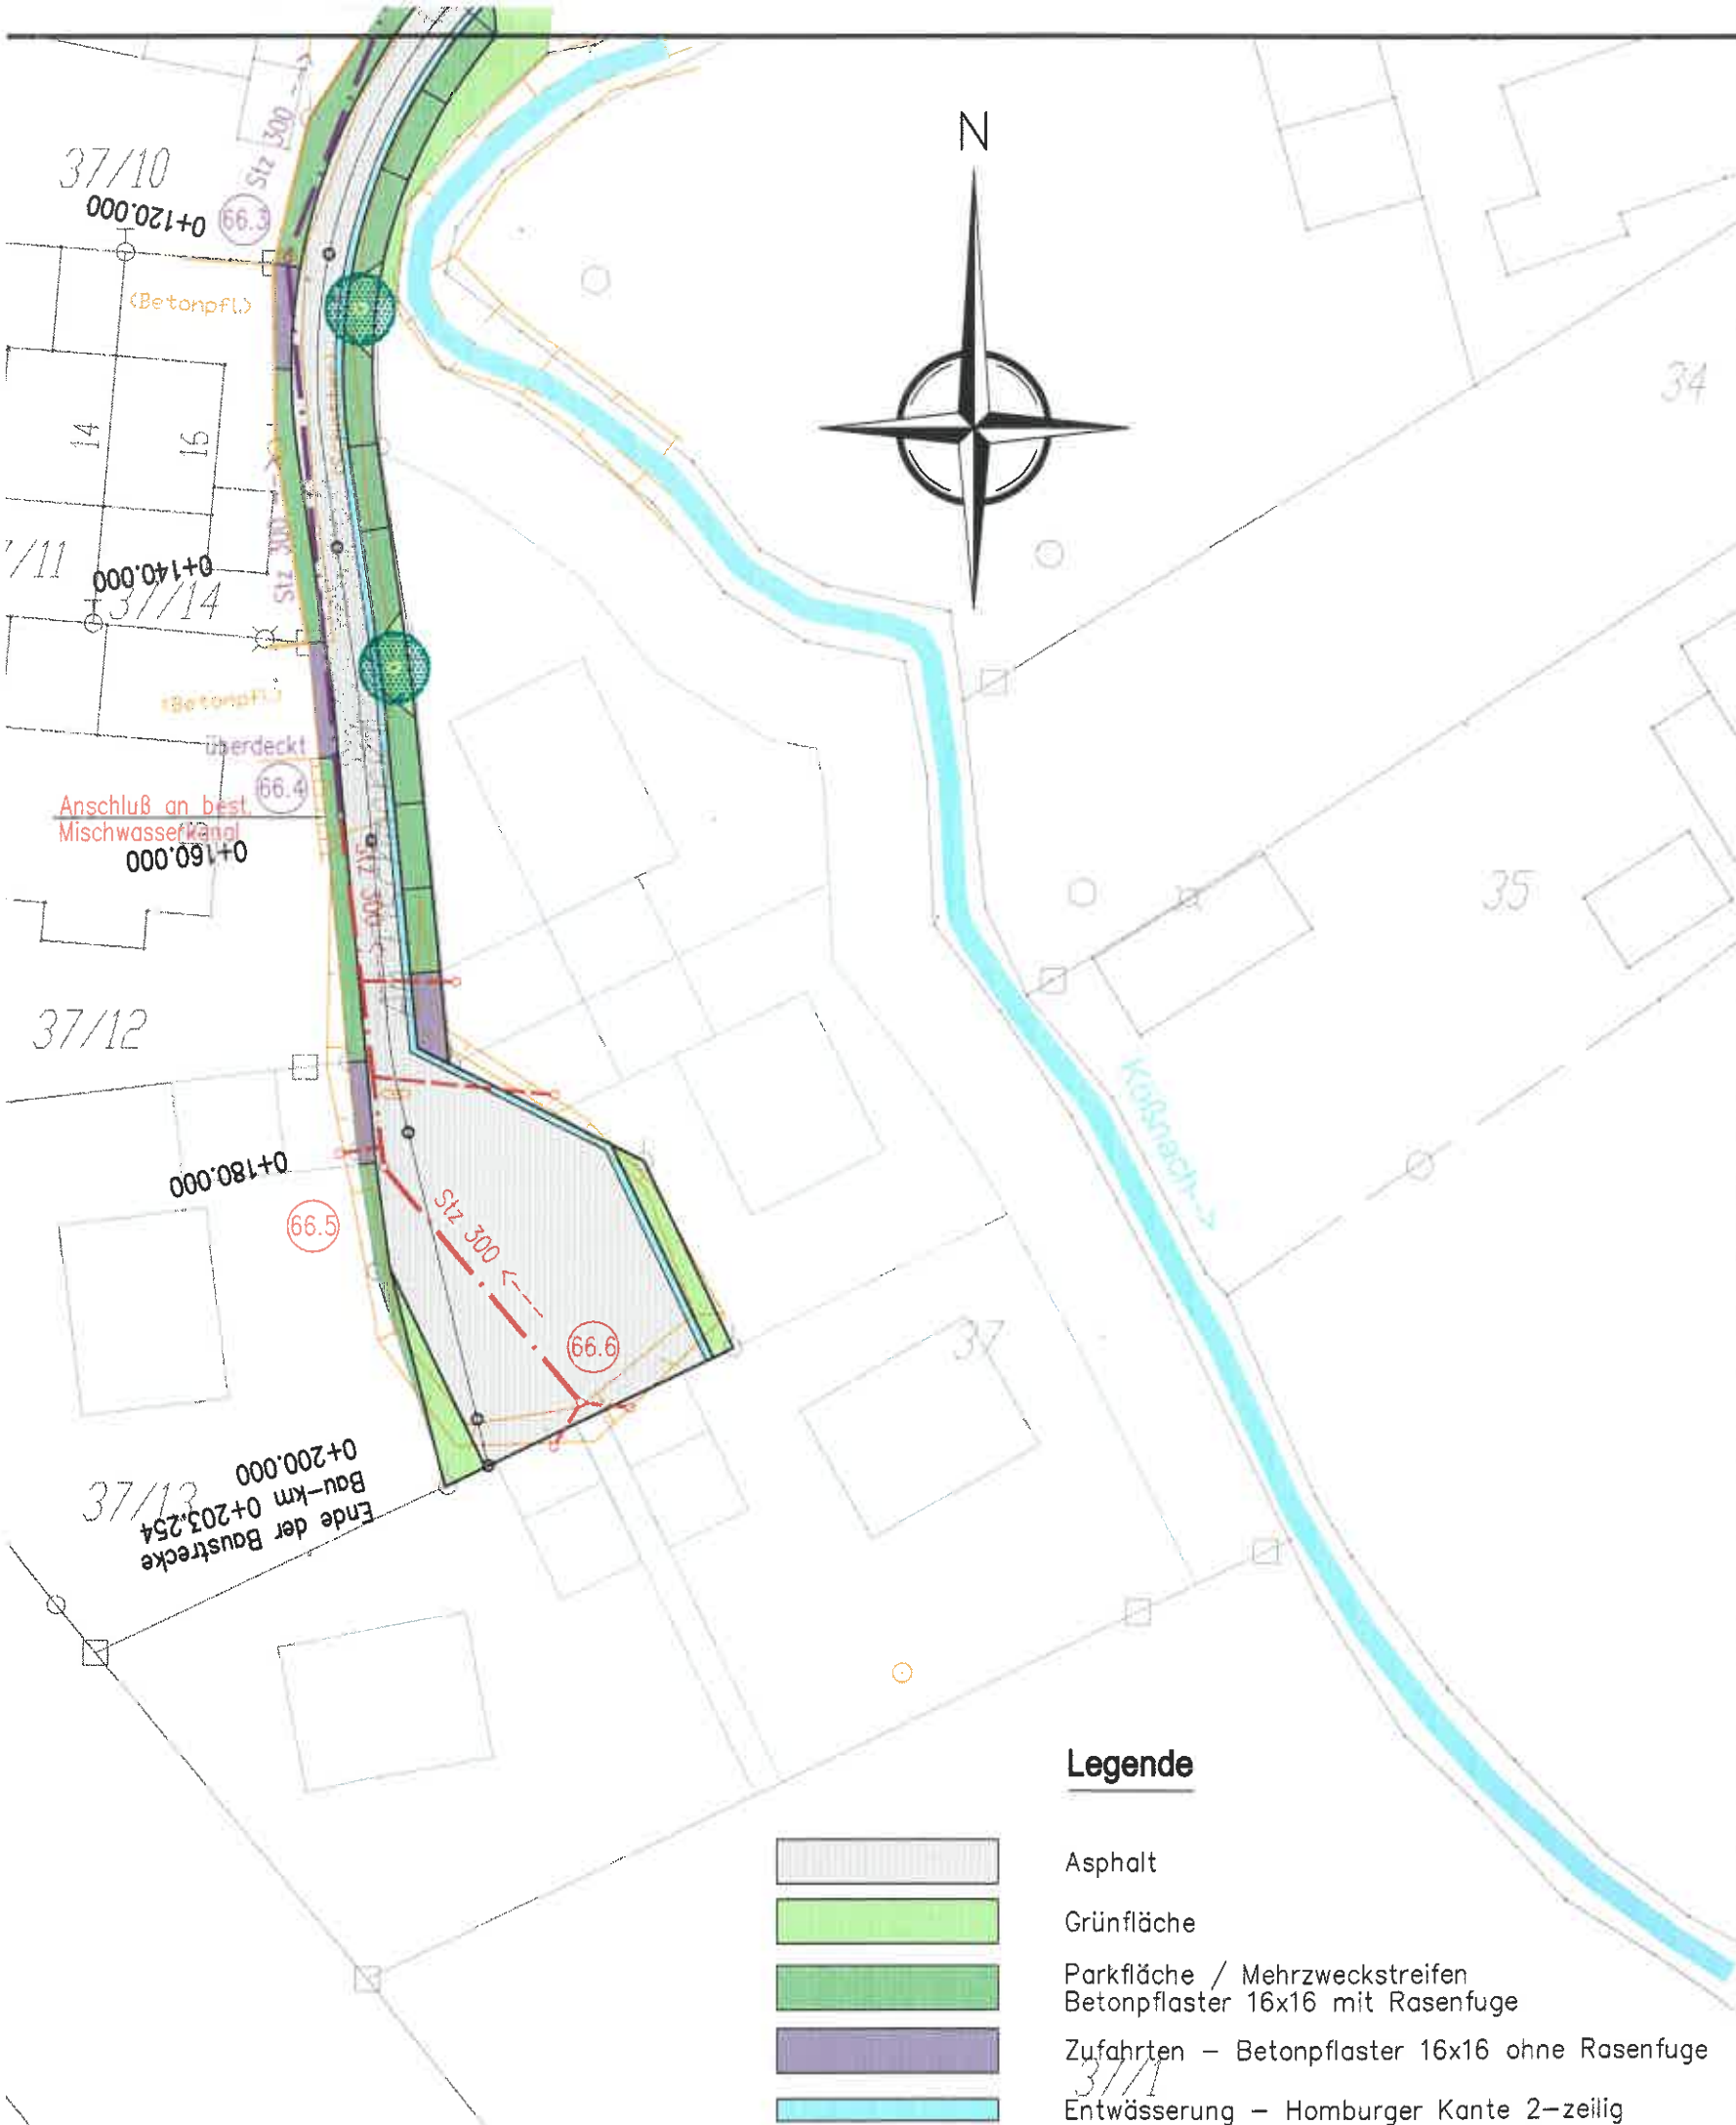 N
37/10
0+120.000
66.3
Stz 300
(Betonpfl.)
34
14
0+140.000
37/14
Stz 300
(Betonpfl.)
überdeckt
66.4
Anschluß an best.
Mischwasserkanal
0+160.000
Stz 300
35
37/12
Kößnach-->
0+180.000
66.5
Stz 300
66.6
37
0+200.000
37/13
Bau-km 0+203.254
Ende der Baustrecke
Legende
Asphalt
Grünfläche
Parkfläche / Mehrzweckstreifen
Betonpflaster 16x16 mit Rasenfuge
Zufahrten - Betonpflaster 16x16 ohne Rasenfuge
37/1
Entwässerung - Homburger Kante 2-zeilig